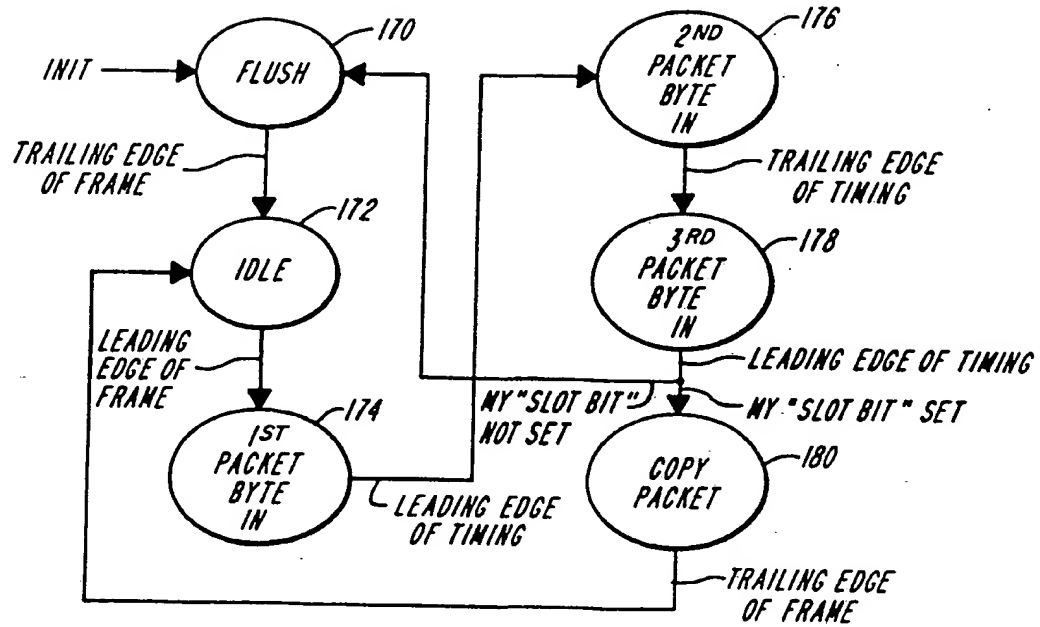 170
INIT
FLUSH
TRAILING EDGE
OF FRAME
172
IDLE
LEADING
EDGE OF
FRAME
174
1ST
PACKET
BYTE
IN
LEADING EDGE
OF TIMING
176
2ND
PACKET
BYTE
IN
TRAILING EDGE
OF TIMING
178
3RD
PACKET
BYTE
IN
LEADING EDGE OF TIMING
MY "SLOT BIT"
NOT SET
MY "SLOT BIT" SET
180
COPY
PACKET
TRAILING EDGE
OF FRAME